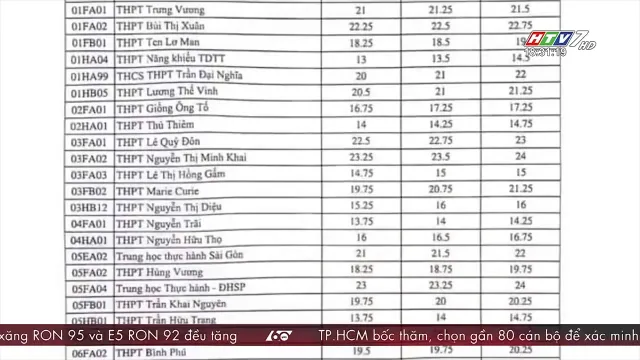 01FA01 THPT Trưng Vương 21 21.25 21.5
01FA02 THPT Bùi Thị Xuân 22.25 22.5 22.75
01FB01 THPT Ten Lơ Man 18.25 18.5 19
01HA04 THPT Năng khiếu TDTT 13 13.5 14.5
01HA99 THCS THPT Trần Đại Nghĩa 20 21 22
01HB05 THPT Lương Thế Vinh 20.5 21 21.25
02FA01 THPT Giồng Ông Tố 16.75 17.25 17.25
02HA01 THPT Thủ Thiêm 14 14.25 14.75
03FA01 THPT Lê Quý Đôn 22.5 22.75 23
03FA02 THPT Nguyễn Thị Minh Khai 23.25 23.5 24
03FA03 THPT Lê Thị Hồng Gấm 14.75 15 15
03FB02 THPT Marie Curie 19.75 20.75 21.25
03HB12 THPT Nguyễn Thị Diệu 15.25 16 16
04FA01 THPT Nguyễn Trãi 13.75 14 14.25
04HA01 THPT Nguyễn Hữu Thọ 16 16.5 16.75
05EA02 Trung học thực hành Sài Gòn 21 21.5 22
05FA02 THPT Hùng Vương 18.25 18.75 19.75
05FA04 Trung học Thực hành - ĐHSP 23 23.25 24
05FB01 THPT Trần Khai Nguyên 19.75 20 20.25
THPT Trần Hữu Trang 13.75 14
06FA02 THPT Bình Phú 19.5 19.75 20.25
HTV7 HD
xăng RON 95 và E5 RON 92 đều tăng TP.HCM bốc thăm, chọn gần 80 cán bộ để xác minh